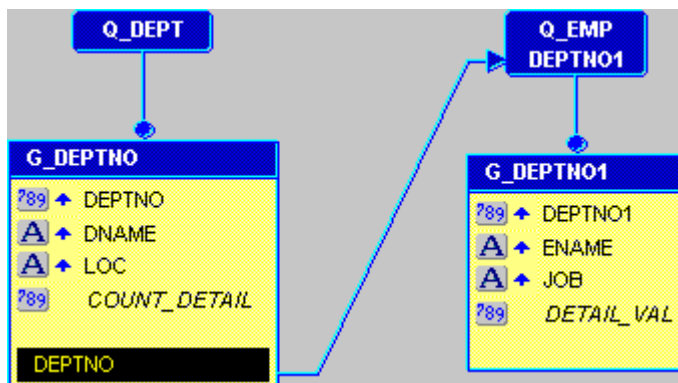 Q_DEPT
Q_EMP
DEPTNO1
G_DEPTNO
789 DEPTNO
A DNAME
A LOC
789 COUNT_DETAIL
DEPTNO
G_DEPTNO1
789 DEPTNO1
A ENAME
A JOB
789 DETAIL_VAL